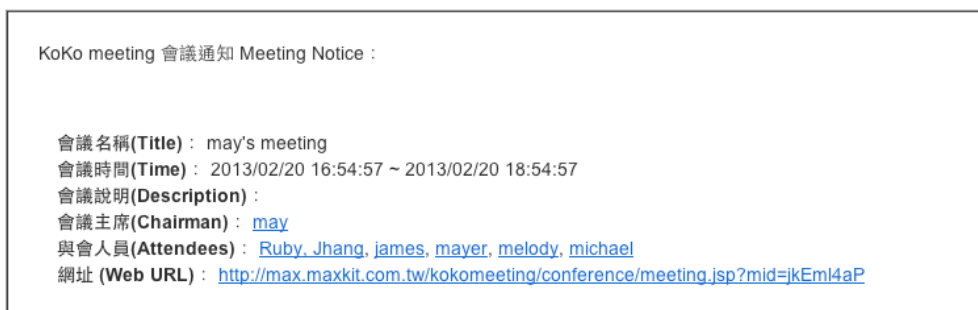 KoKo meeting 會議通知 Meeting Notice：
會議名稱(Title)： may's meeting
會議時間(Time)： 2013/02/20 16:54:57 ~ 2013/02/20 18:54:57
會議說明(Description)：
會議主席(Chairman)： may
與會人員(Attendees)： Ruby, Jhang, james, mayer, melody, michael
網址 (Web URL)： http://max.maxkit.com.tw/kokomeeting/conference/meeting.jsp?mid=jkEml4aP